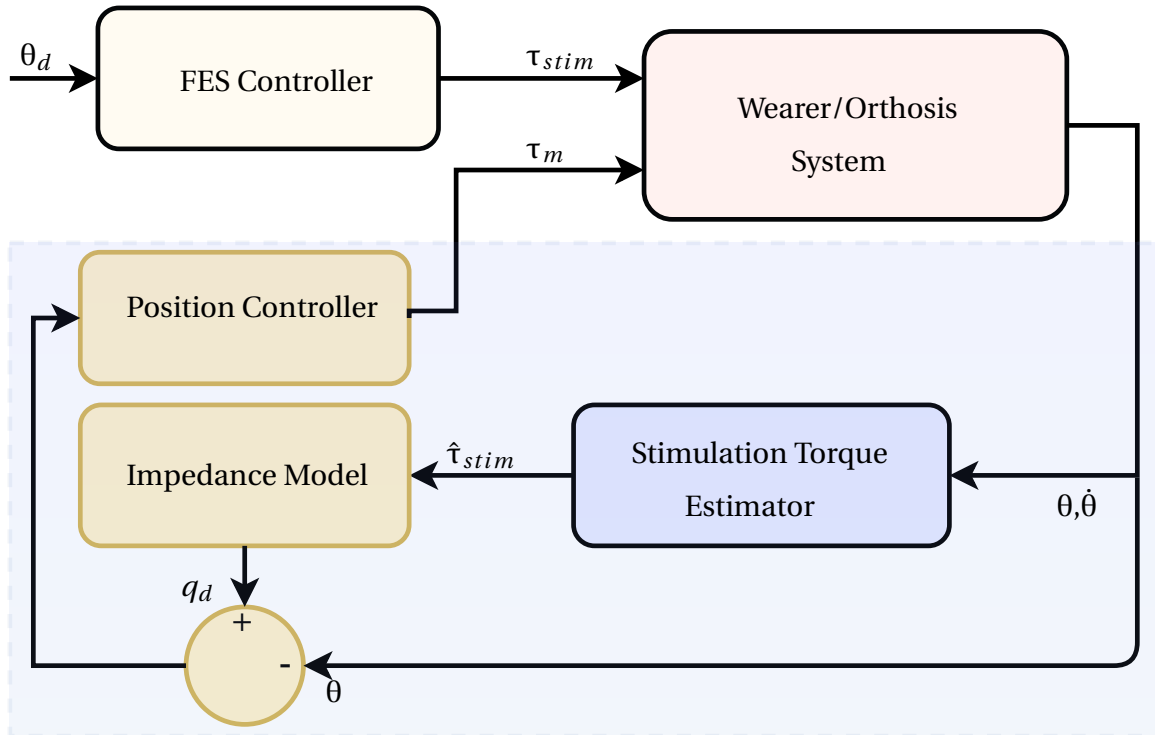 θ_d
FES Controller
τ_stim
Wearer/Orthosis
System
τ_m
Position Controller
Impedance Model
τ̂_stim
Stimulation Torque
Estimator
θ,θ̇
q_d
+
-
θ